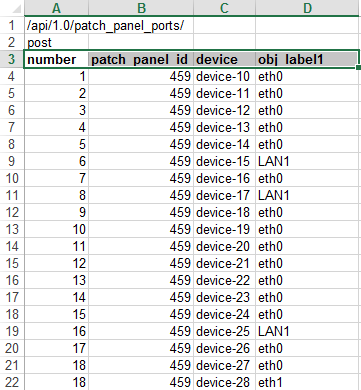 A B C D
1 /api/1.0/patch_panel_ports/
2 post
3 number patch_panel_id device obj_label1
4 1 459 device-10 eth0
5 2 459 device-11 eth0
6 3 459 device-12 eth0
7 4 459 device-13 eth0
8 5 459 device-14 eth0
9 6 459 device-15 LAN1
10 7 459 device-16 eth0
11 8 459 device-17 LAN1
12 9 459 device-18 eth0
13 10 459 device-19 eth0
14 11 459 device-20 eth0
15 12 459 device-21 eth0
16 13 459 device-22 eth0
17 14 459 device-23 eth0
18 15 459 device-24 eth0
19 16 459 device-25 LAN1
20 17 459 device-26 eth0
21 18 459 device-27 eth0
22 18 459 device-28 eth1